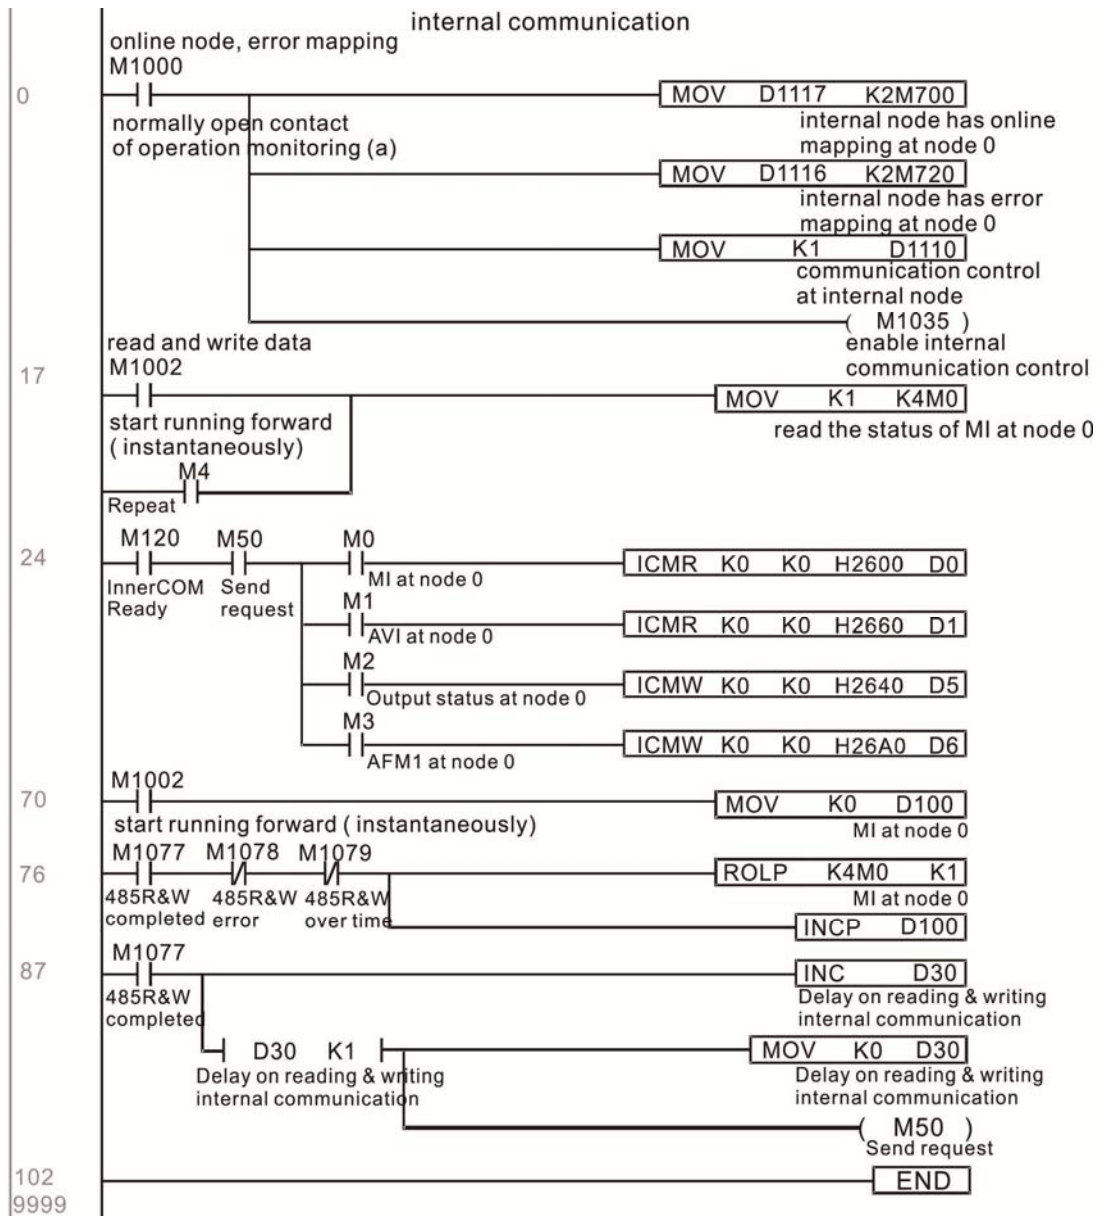 internal communication
online node, error mapping
M1000
0
MOV D1117 K2M700
normally open contact
of operation monitoring (a)
internal node has online
mapping at node 0
MOV D1116 K2M720
internal node has error
mapping at node 0
MOV K1 D1110
communication control
at internal node
( M1035 )
enable internal
communication control
read and write data
M1002
17
MOV K1 K4M0
start running forward
( instantaneously)
read the status of MI at node 0
M4
Repeat
M120 M50 M0
24
ICMR K0 K0 H2600 D0
InnerCOM
Ready
Send
request
MI at node 0
M1
ICMR K0 K0 H2660 D1
AVI at node 0
M2
ICMW K0 K0 H2640 D5
Output status at node 0
M3
ICMW K0 K0 H26A0 D6
AFM1 at node 0
M1002
70
MOV K0 D100
start running forward ( instantaneously)
MI at node 0
M1077 M1078 M1079
76
ROLP K4M0 K1
485R&W
completed
485R&W
error
485R&W
over time
MI at node 0
INCP D100
M1077
87
INC D30
485R&W
completed
Delay on reading & writing
internal communication
D30 K1
MOV K0 D30
Delay on reading & writing
internal communication
Delay on reading & writing
internal communication
( M50 )
Send request
102
END
9999